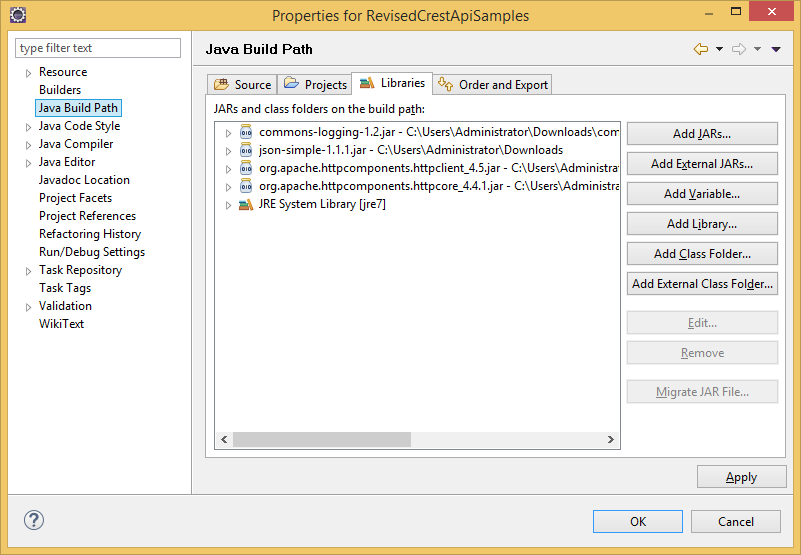 Properties for RevisedCrestApiSamples
type filter text
Resource
Builders
Java Build Path
Java Code Style
Java Compiler
Java Editor
Javadoc Location
Project Facets
Project References
Refactoring History
Run/Debug Settings
Task Repository
Task Tags
Validation
WikiText
Java Build Path
Source Projects Libraries Order and Export
JARs and class folders on the build path:
commons-logging-1.2.jar - C:\Users\Administrator\Downloads\com
json-simple-1.1.1.jar - C:\Users\Administrator\Downloads
org.apache.httpcomponents.httpclient_4.5.jar - C:\Users\Administra
org.apache.httpcomponents.httpcore_4.4.1.jar - C:\Users\Administra
JRE System Library [jre7]
Add JARs...
Add External JARs...
Add Variable...
Add Library...
Add Class Folder...
Add External Class Folder...
Edit...
Remove
Migrate JAR File...
Apply
OK Cancel